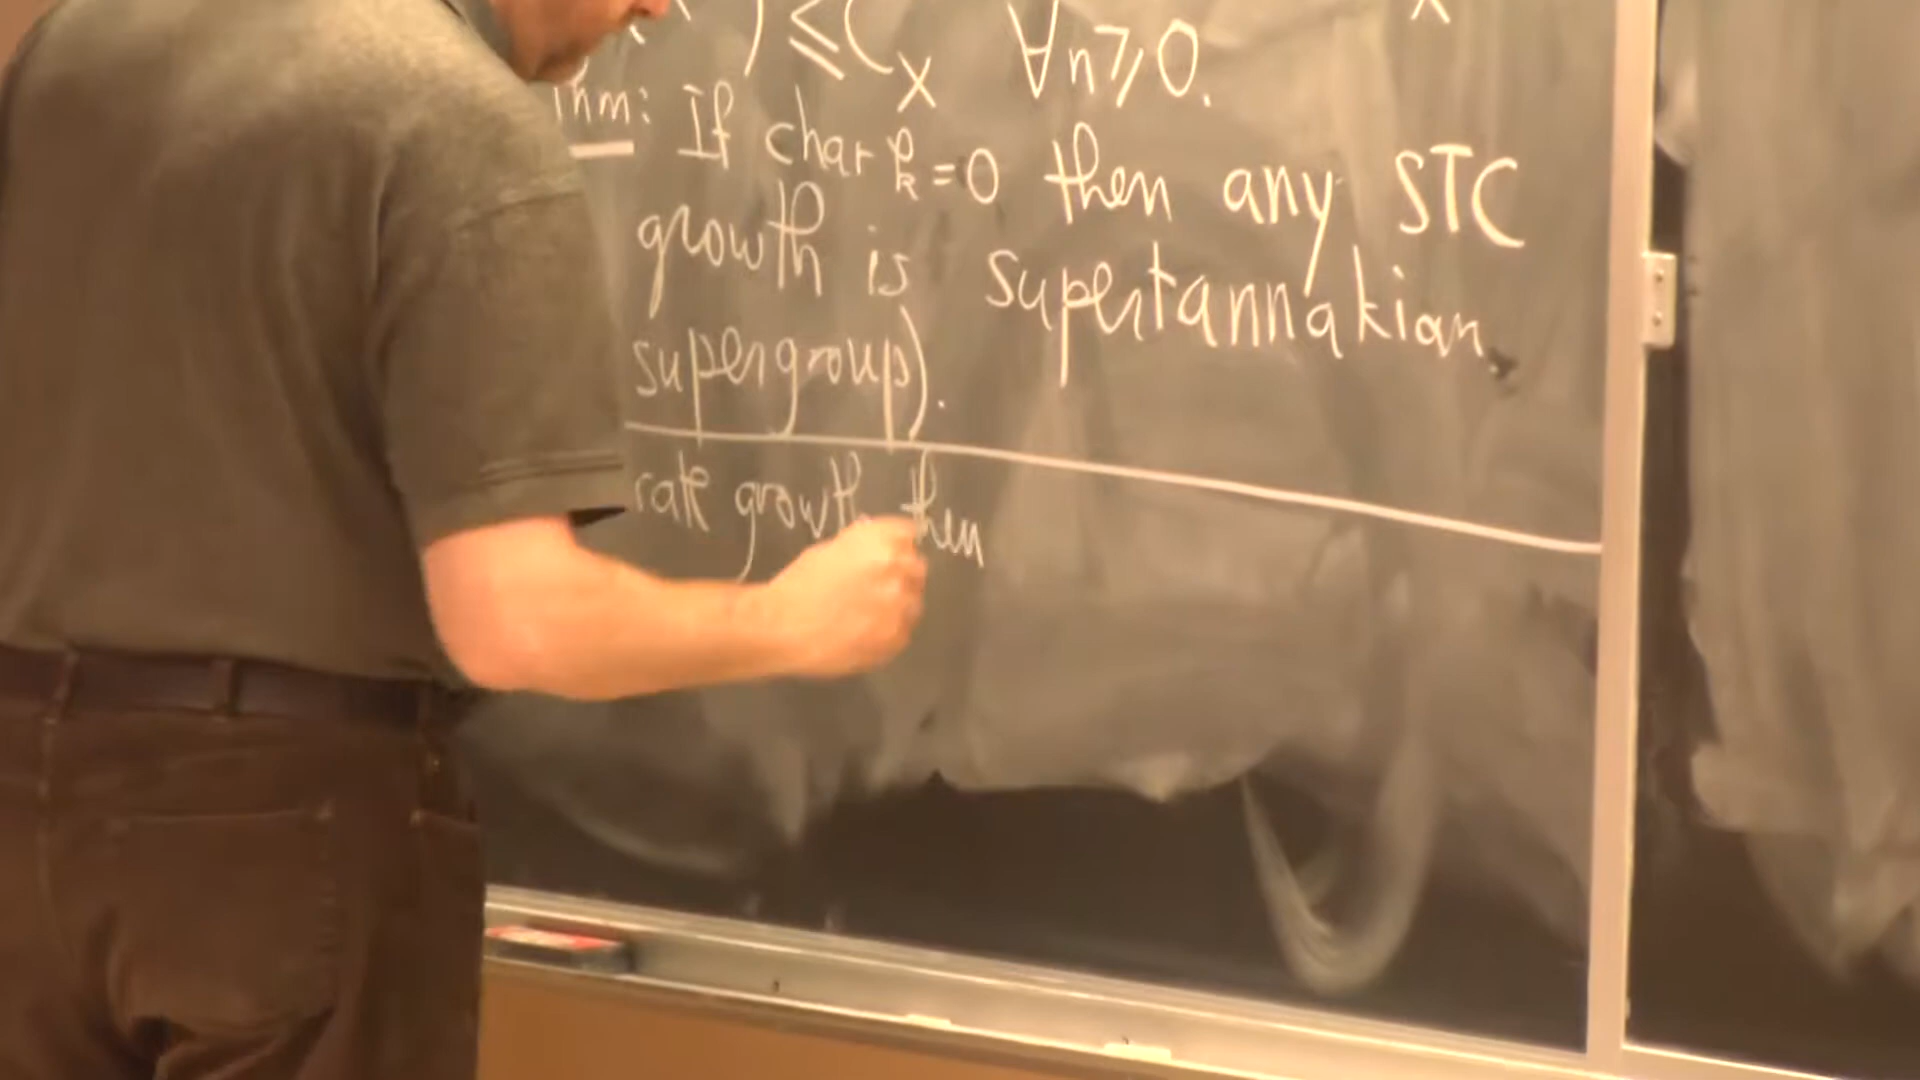 ) ≤ C_X ∀n⩾0.
Thm: If char k = 0 then any STC
growth is supertannakian
supergroup).
rate growth then